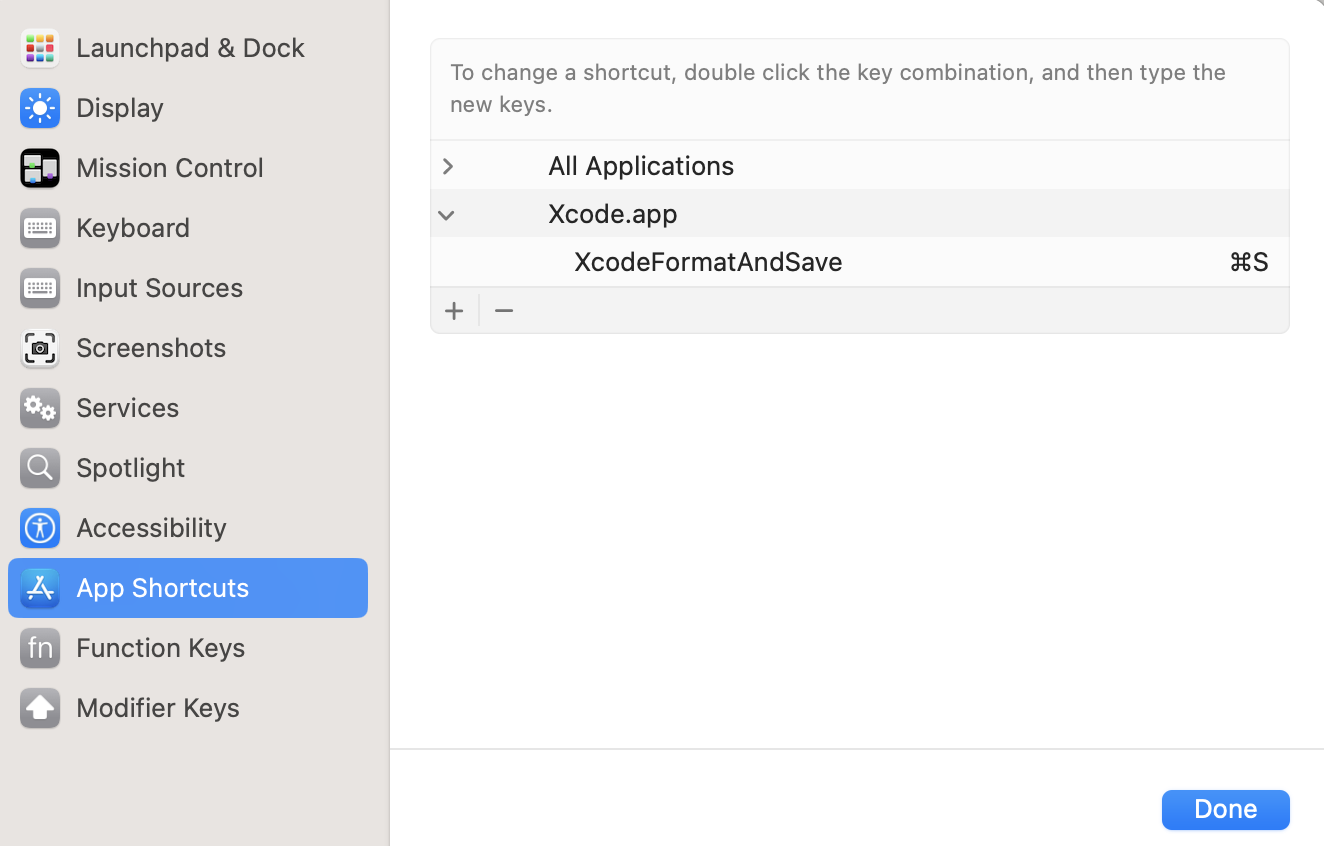 Launchpad & Dock
Display
Mission Control
Keyboard
Input Sources
Screenshots
Services
Spotlight
Accessibility
App Shortcuts
fn Function Keys
Modifier Keys
To change a shortcut, double click the key combination, and then type the
new keys.
All Applications
Xcode.app
XcodeFormatAndSave ⌘S
Done